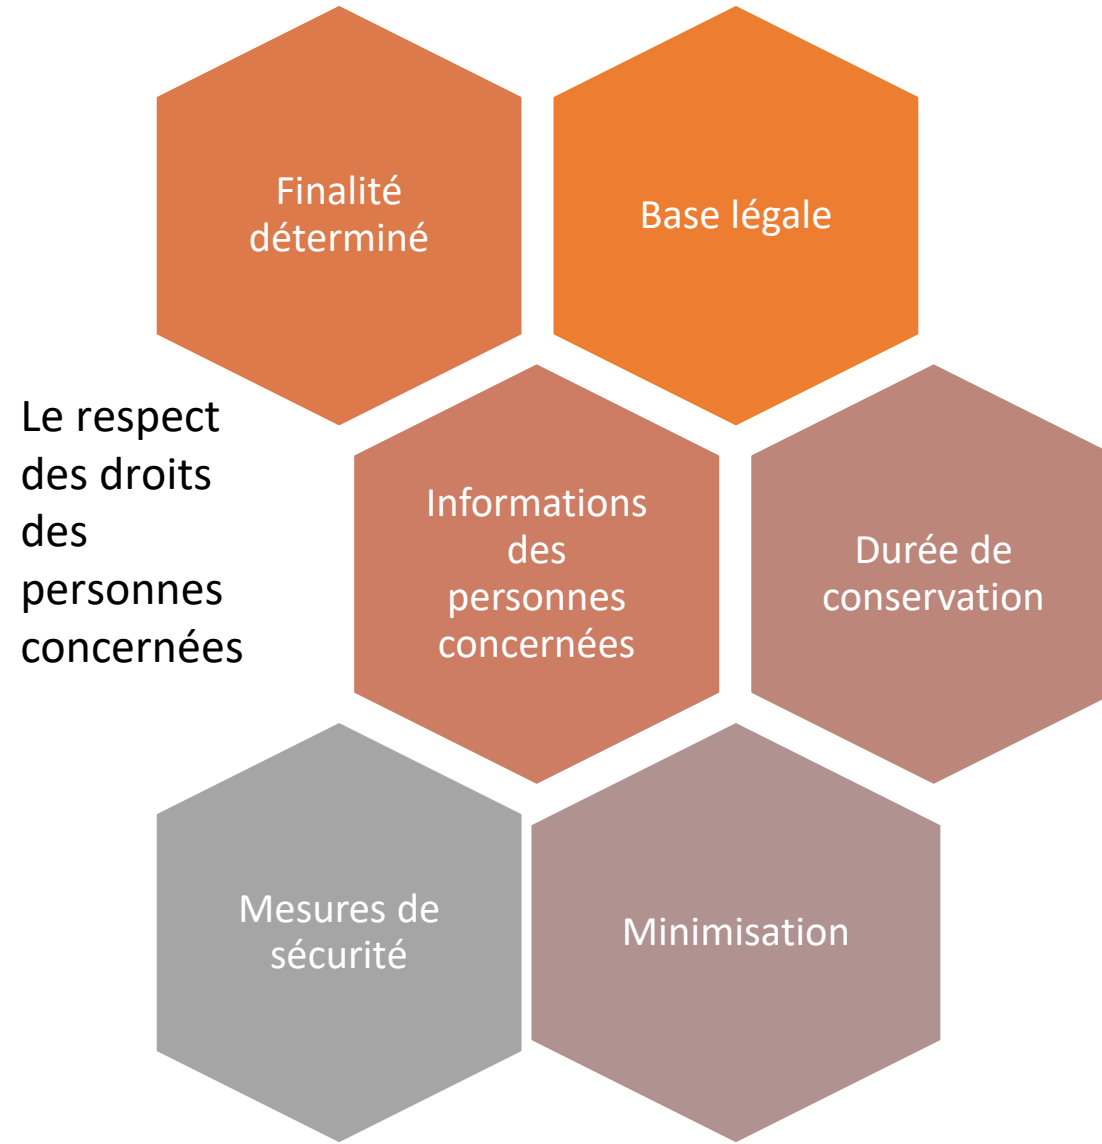 Finalité
déterminé
Base légale
Le respect
des droits
des
personnes
concernées
Informations
des
personnes
concernées
Durée de
conservation
Mesures de
sécurité
Minimisation